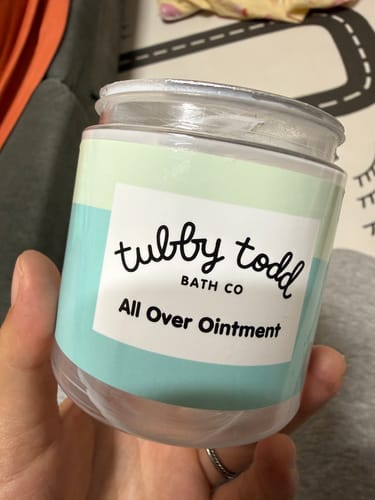 tubby todd
BATH CO
All Over Ointment